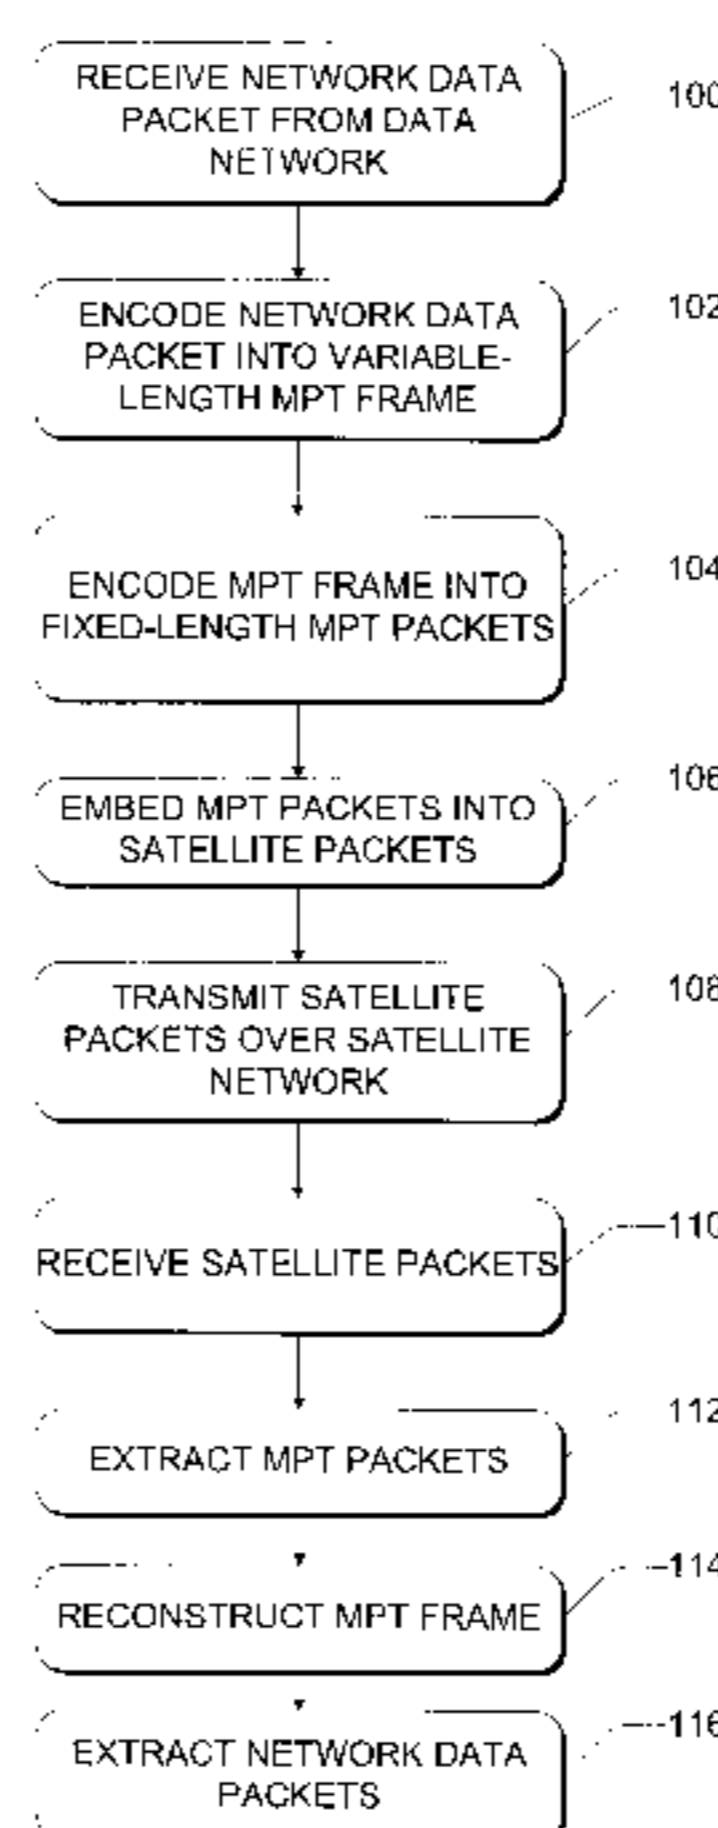 RECEIVE NETWORK DATA
PACKET FROM DATA
NETWORK
100
ENCODE NETWORK DATA
PACKET INTO VARIABLE-
LENGTH MPT FRAME
102
ENCODE MPT FRAME INTO
FIXED-LENGTH MPT PACKETS
104
EMBED MPT PACKETS INTO
SATELLITE PACKETS
106
TRANSMIT SATELLITE
PACKETS OVER SATELLITE
NETWORK
108
RECEIVE SATELLITE PACKETS
110
EXTRACT MPT PACKETS
112
RECONSTRUCT MPT FRAME
114
EXTRACT NETWORK DATA
PACKETS
116